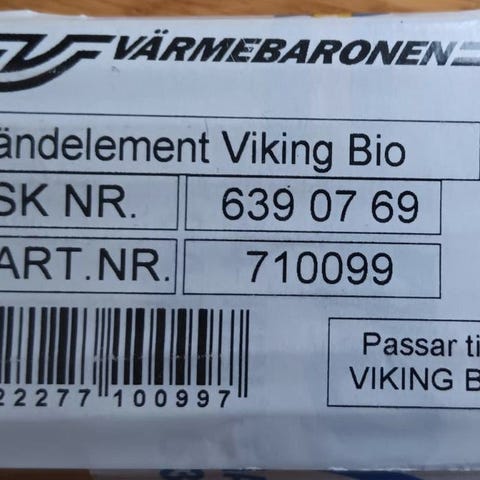 VÄRMEBARONEN
ändelement Viking Bio
SK NR. 639 07 69
ART.NR. 710099
22277 100997
Passar ti
VIKING B